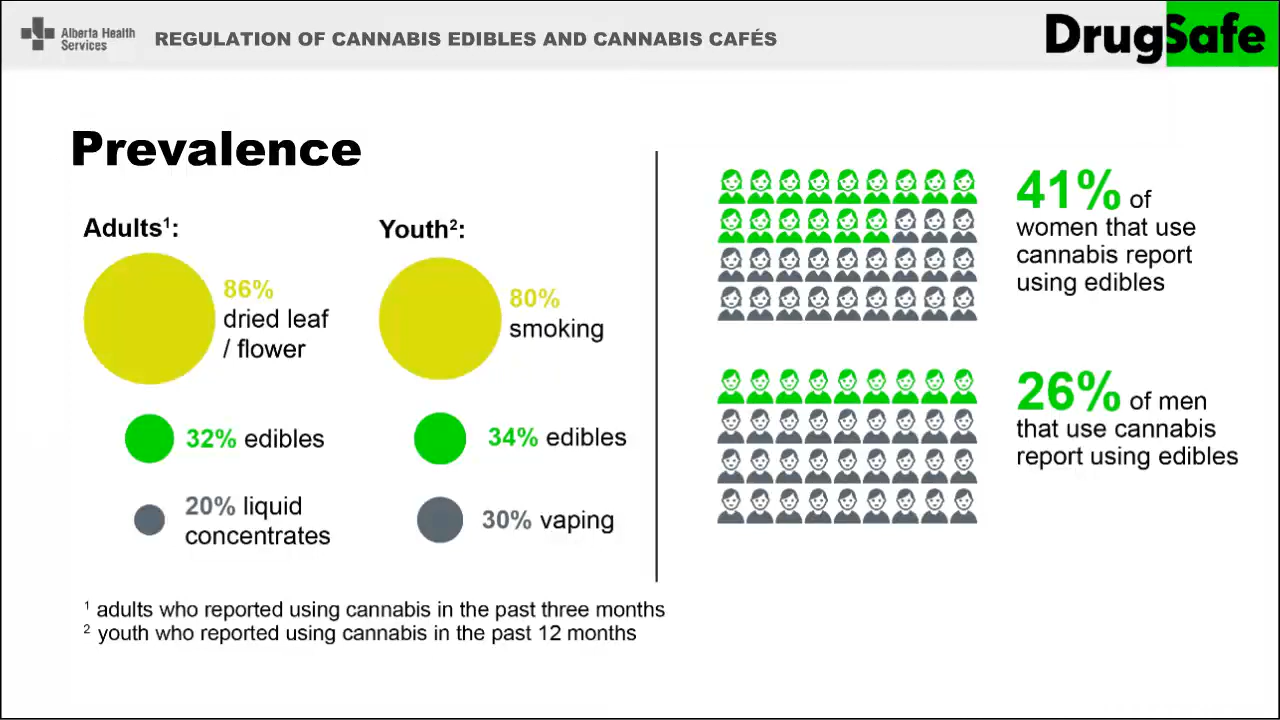 Alberta Health
Services
REGULATION OF CANNABIS EDIBLES AND CANNABIS CAFÉS
DrugSafe
Prevalence
Adults¹:
86%
dried leaf
/ flower
32% edibles
20% liquid
concentrates
Youth²:
80%
smoking
34% edibles
30% vaping
¹ adults who reported using cannabis in the past three months
² youth who reported using cannabis in the past 12 months
41% of
women that use
cannabis report
using edibles
26% of men
that use cannabis
report using edibles